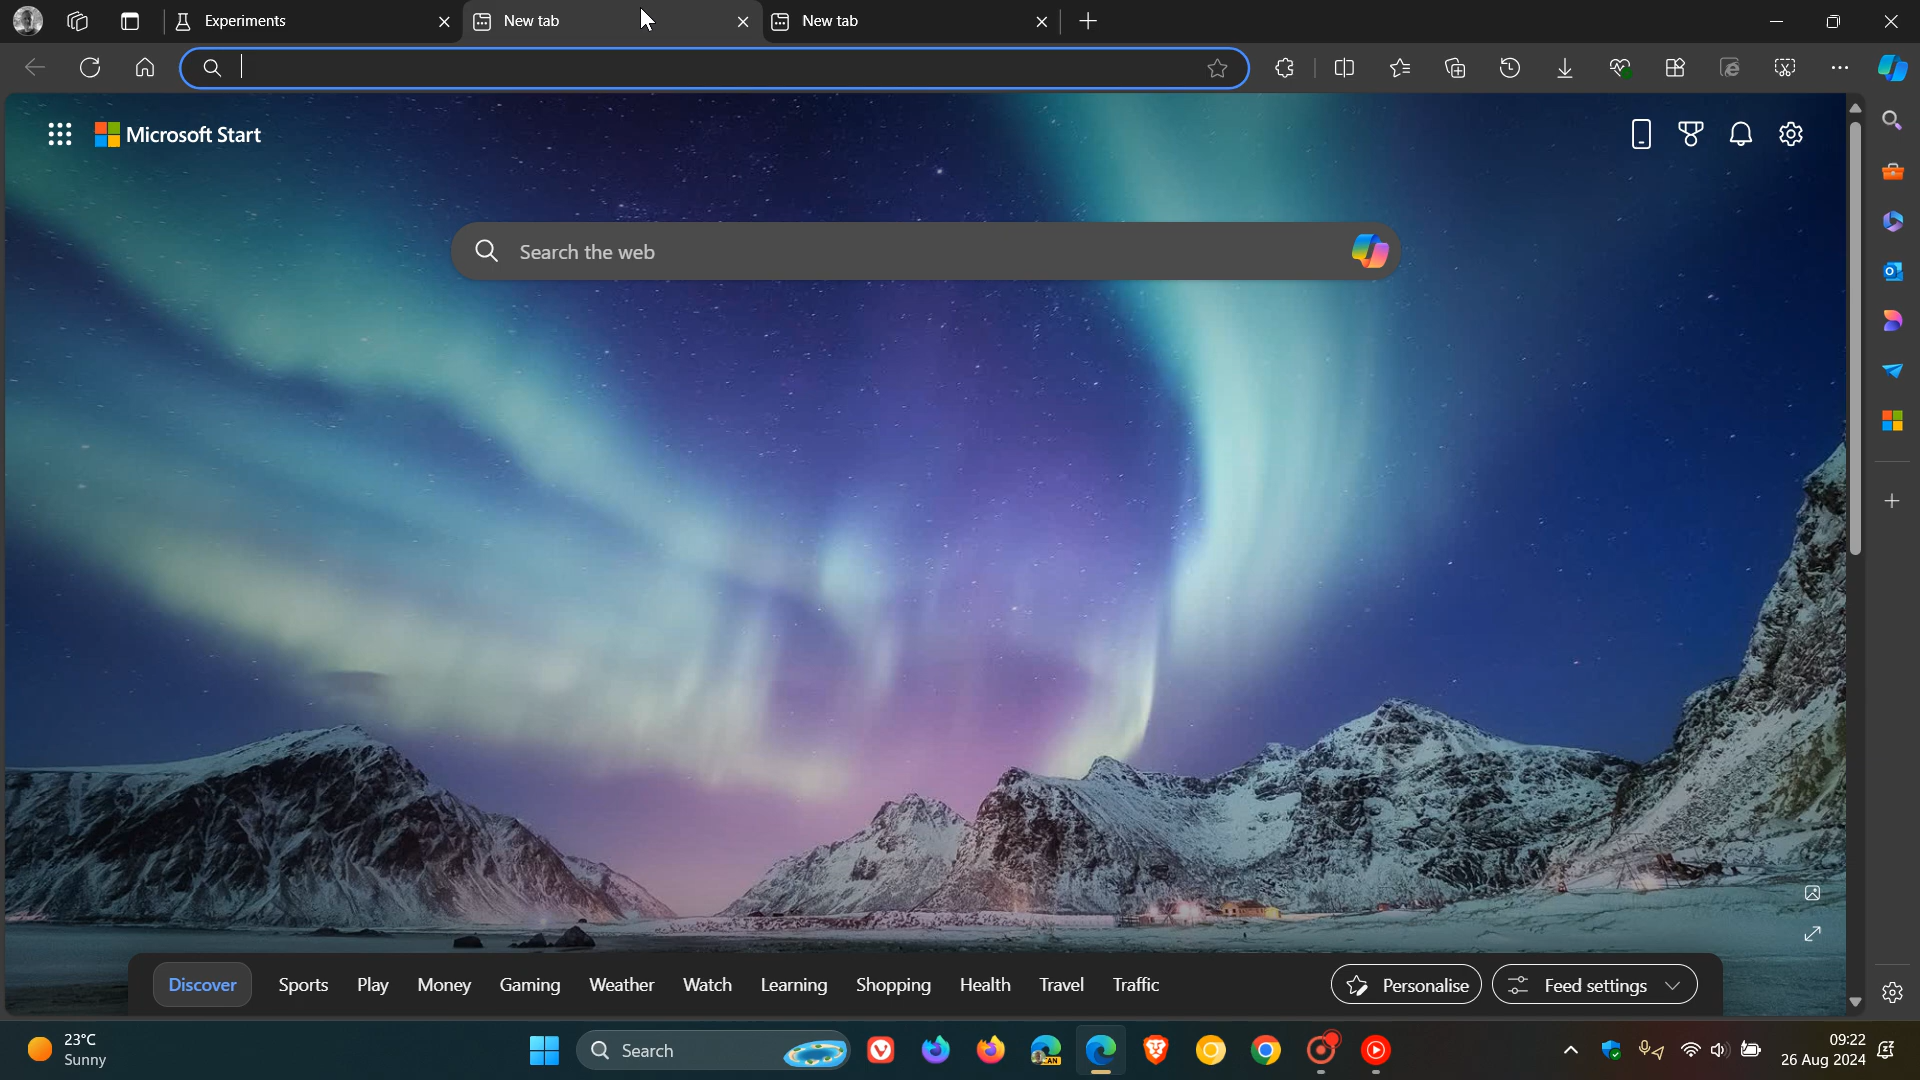 Experiments
New tab
New tab
Microsoft Start
Search the web
Discover Sports Play Money Gaming Weather Watch Learning Shopping Health Travel Traffic Personalise Feed settings
23°C
Sunny
Search
CAN
09:22
26 Aug 2024